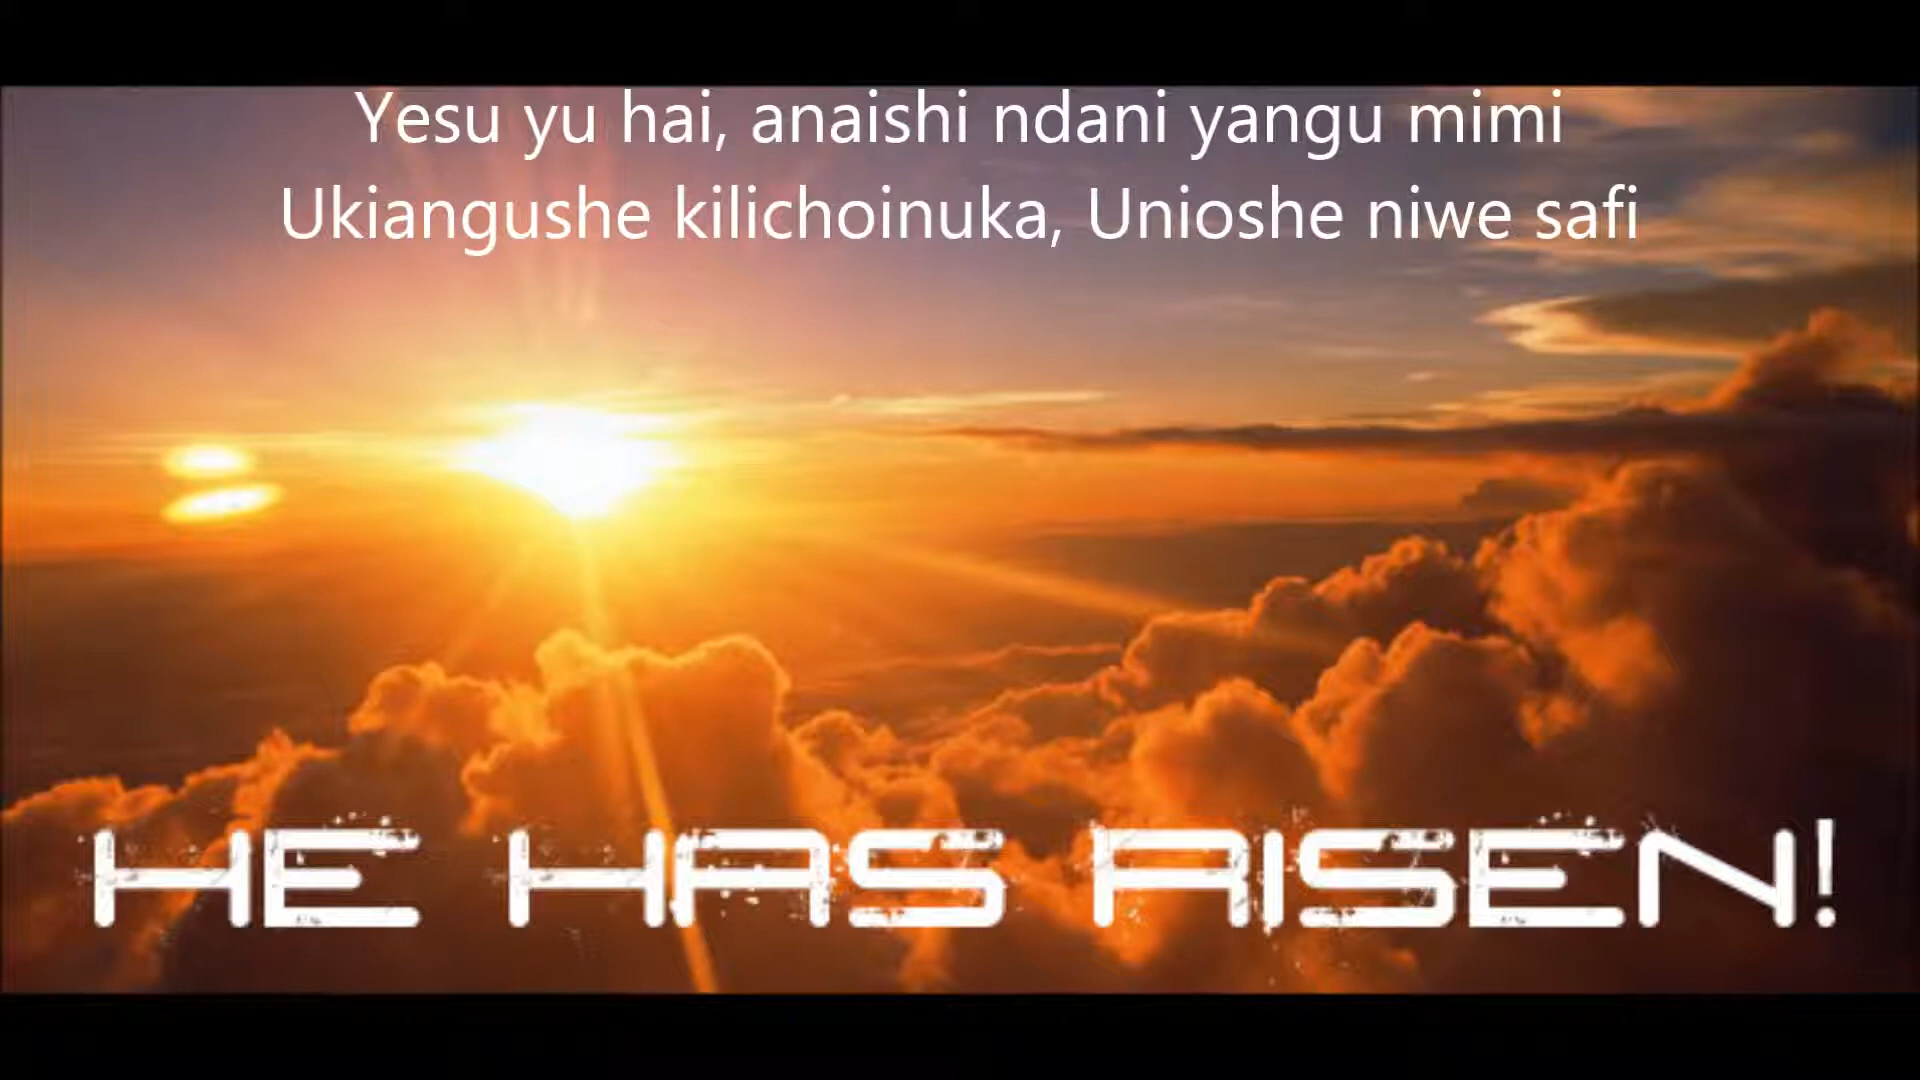 Yesu yu hai, anaishi ndani yangu mimi
Ukiangushe kilichoinuka, Unioshe niwe safi
HE HAS RISEN!